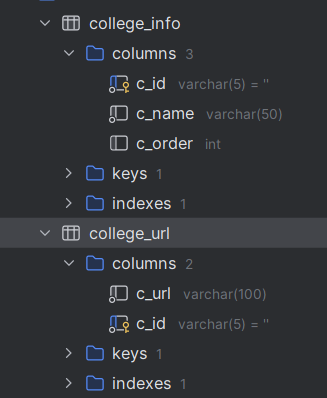 college_info
columns 3
c_id varchar(5) = ''
c_name varchar(50)
c_order int
keys 1
indexes 1
college_url
columns 2
c_url varchar(100)
c_id varchar(5) = ''
keys 1
indexes 1